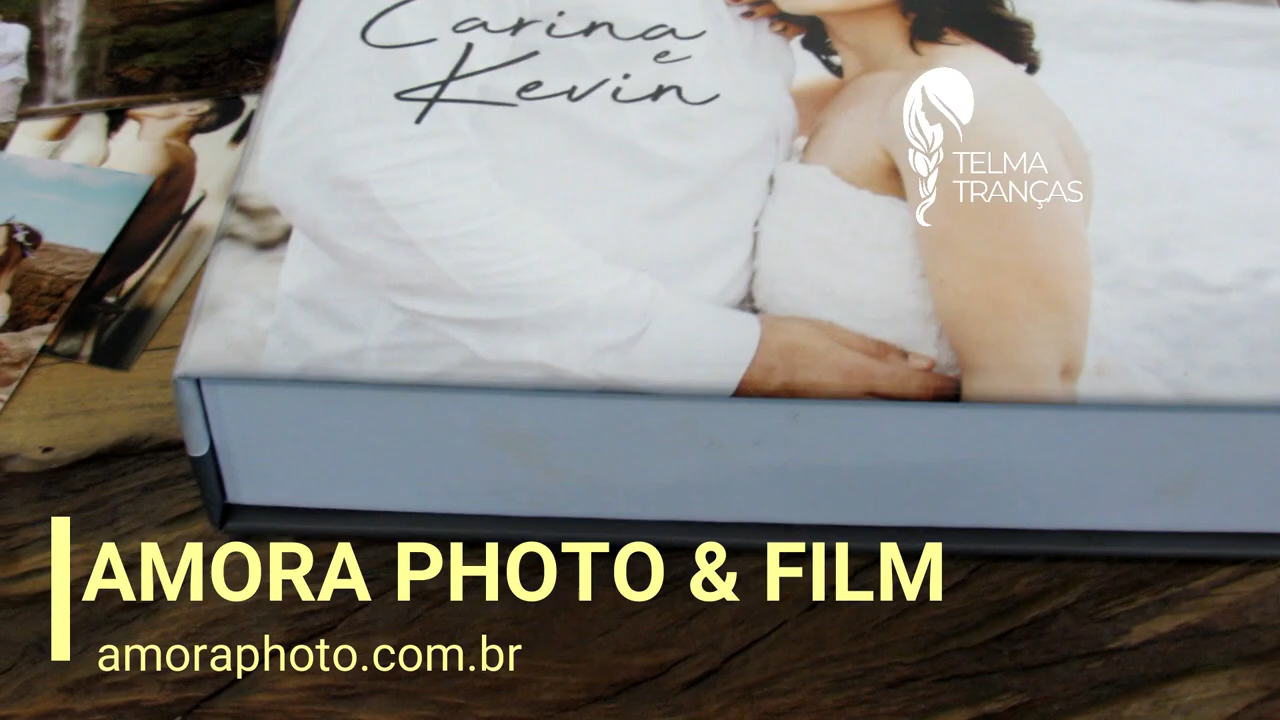 Carina
e
Kevin
TELMA
TRANÇAS
AMORA PHOTO & FILM
amoraphoto.com.br